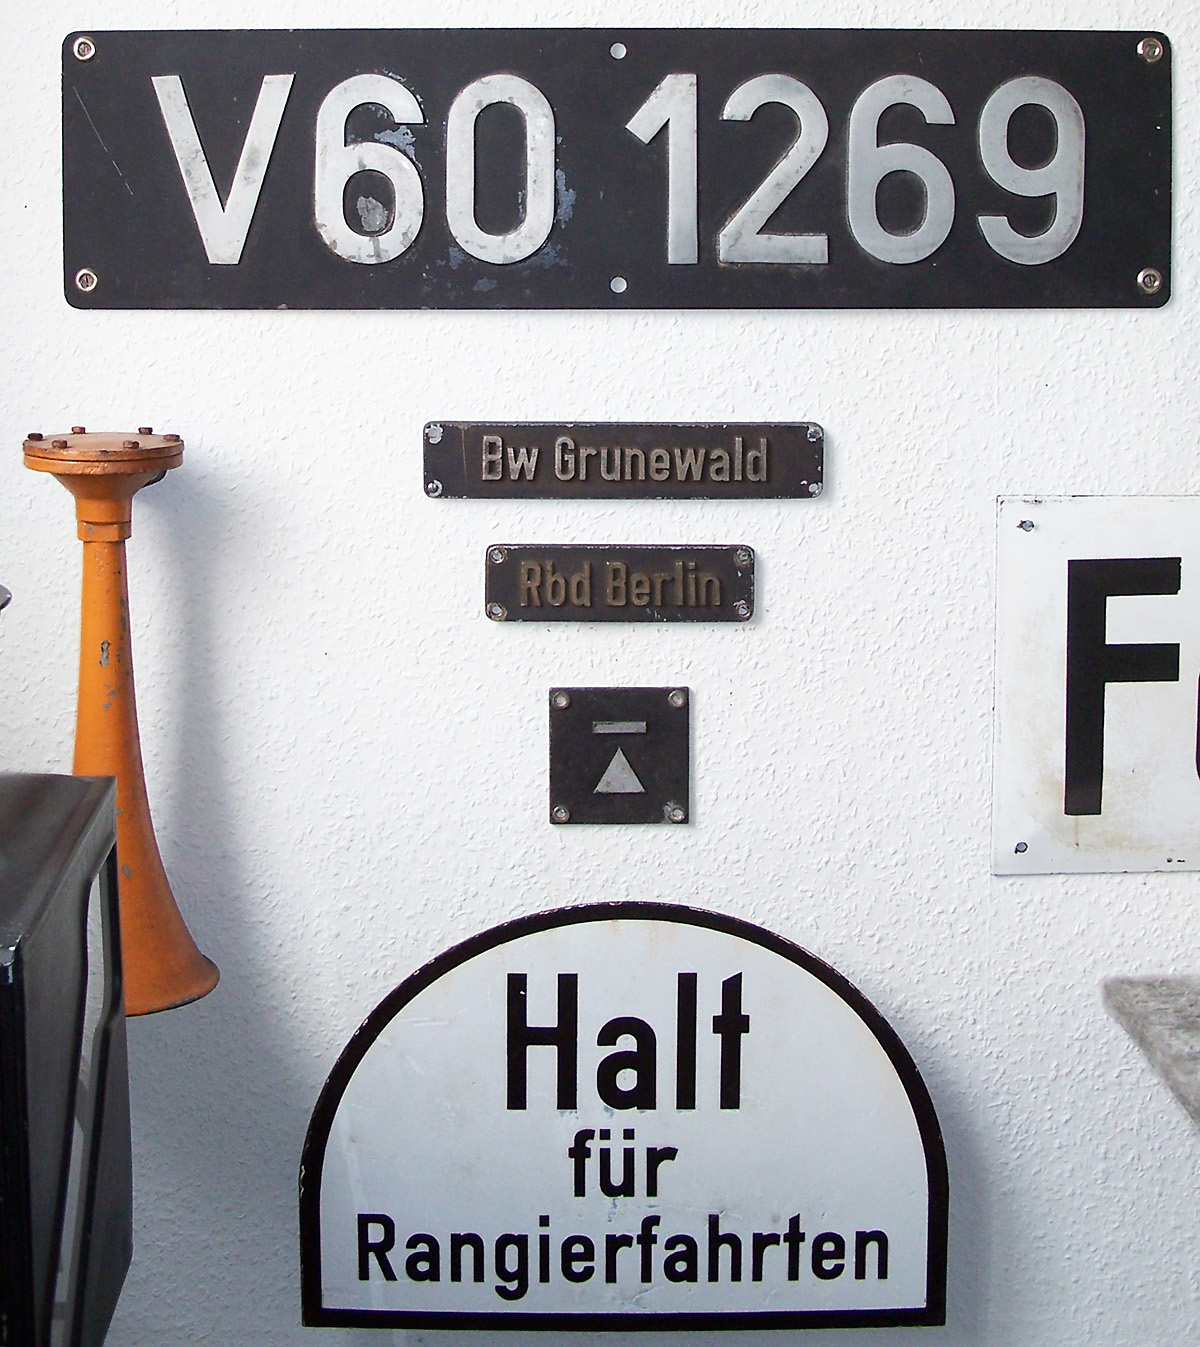 V60 1269
Bw Grunewald
Rbd Berlin
F
Halt
für
Rangierfahrten